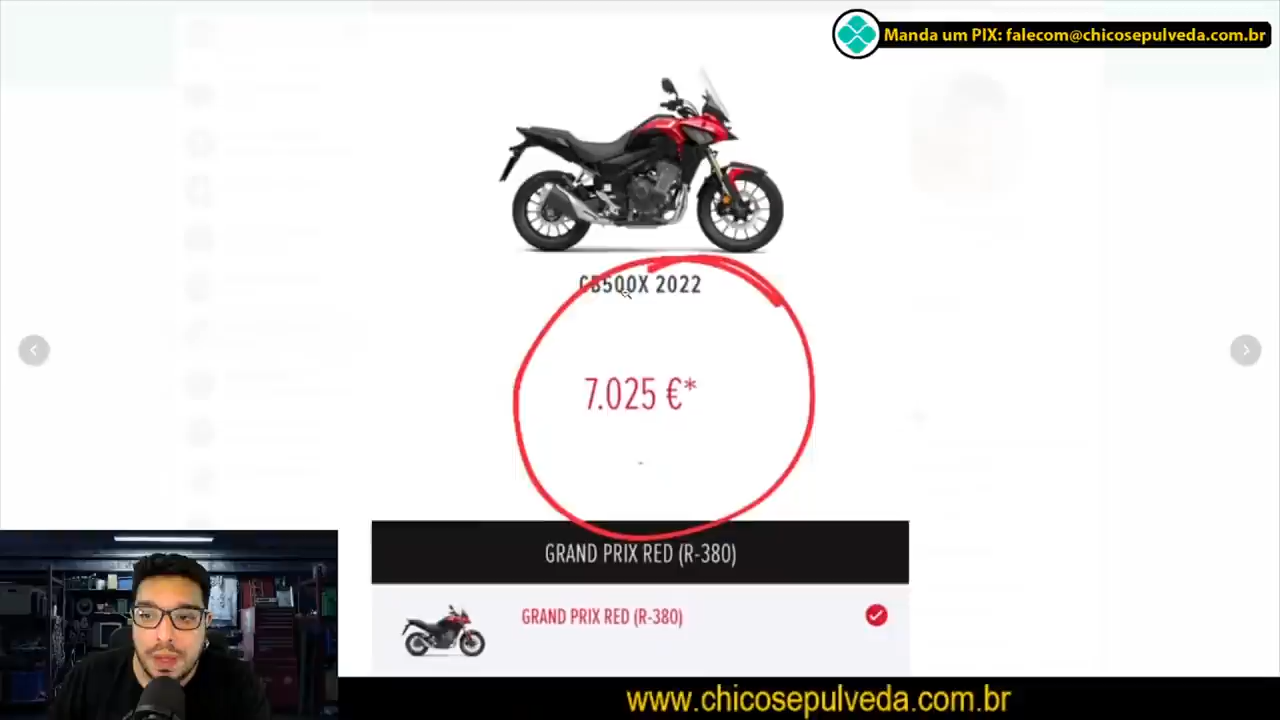 Manda um PIX: falecom@chicosepulveda.com.br
CB500X 2022
7.025 €*
-
GRAND PRIX RED (R-380)
GRAND PRIX RED (R-380)
www.chicosepulveda.com.br